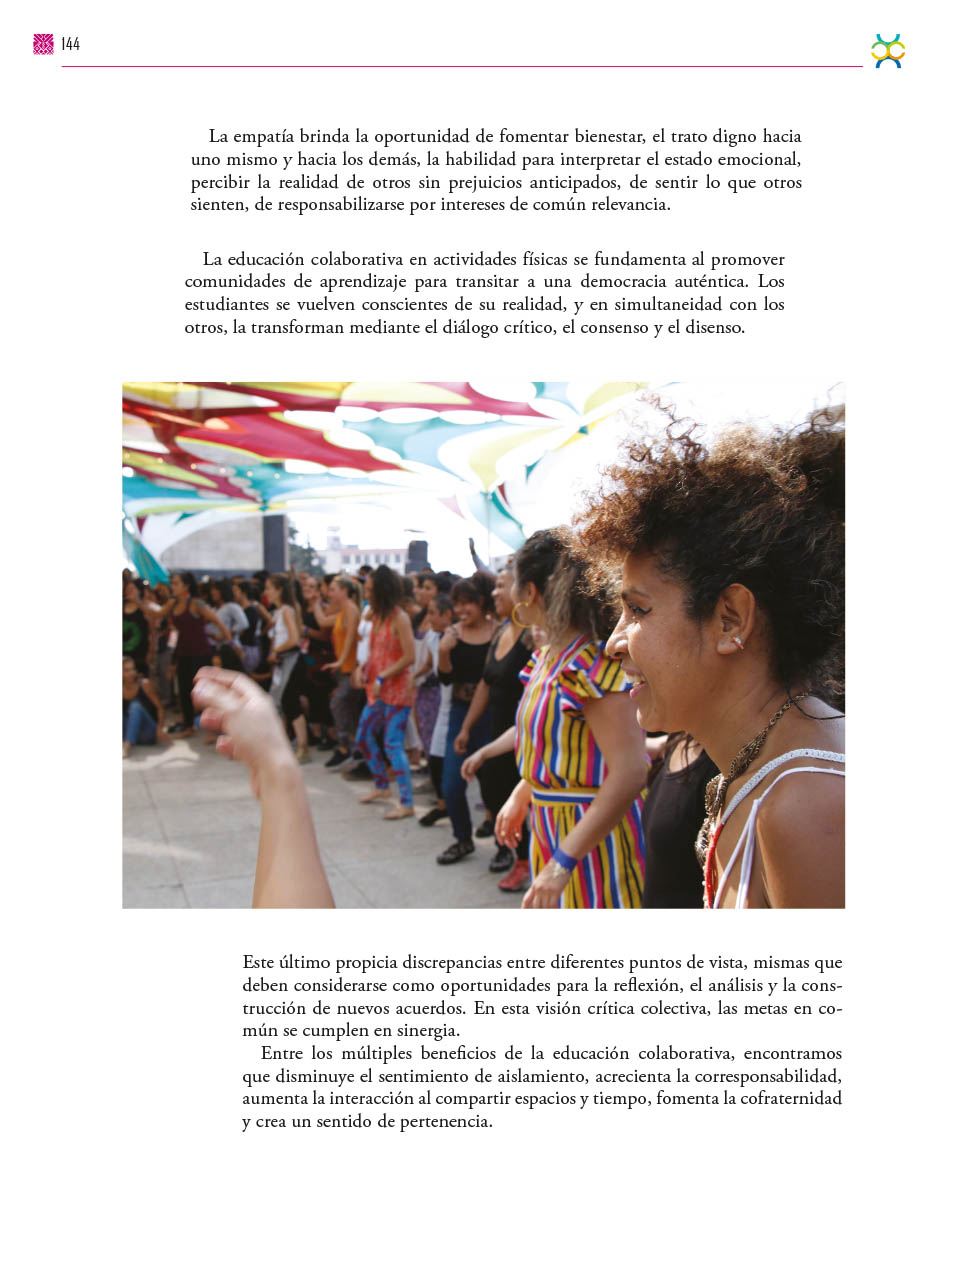 144
La empatía brinda la oportunidad de fomentar bienestar, el trato digno hacia
uno mismo y hacia los demás, la habilidad para interpretar el estado emocional,
percibir la realidad de otros sin prejuicios anticipados, de sentir lo que otros
sienten, de responsabilizarse por intereses de común relevancia.
La educación colaborativa en actividades físicas se fundamenta al promover
comunidades de aprendizaje para transitar a una democracia auténtica. Los
estudiantes se vuelven conscientes de su realidad, y en simultaneidad con los
otros, la transforman mediante el diálogo crítico, el consenso y el disenso.
Este último propicia discrepancias entre diferentes puntos de vista, mismas que
deben considerarse como oportunidades para la reflexión, el análisis y la cons-
trucción de nuevos acuerdos. En esta visión crítica colectiva, las metas en co-
mún se cumplen en sinergia.
Entre los múltiples beneficios de la educación colaborativa, encontramos
que disminuye el sentimiento de aislamiento, acrecienta la corresponsabilidad,
aumenta la interacción al compartir espacios y tiempo, fomenta la cofraternidad
y crea un sentido de pertenencia.